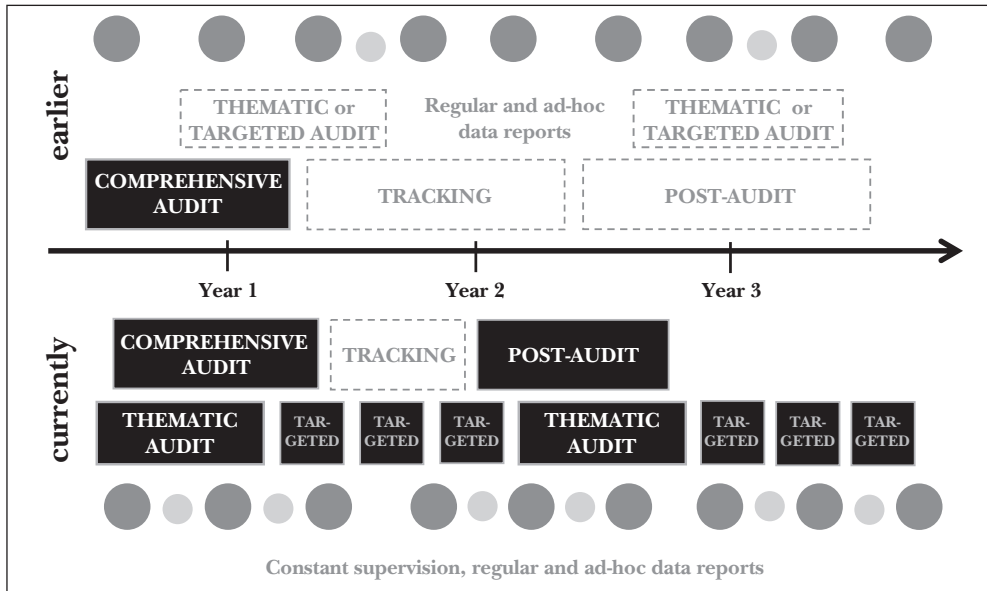 earlier
THEMATIC or
TARGETED AUDIT
Regular and ad-hoc
data reports
THEMATIC or
TARGETED AUDIT
COMPREHENSIVE
AUDIT
TRACKING
POST-AUDIT
Year 1
Year 2
Year 3
currently
COMPREHENSIVE
AUDIT
TRACKING
POST-AUDIT
THEMATIC
AUDIT
TAR-
GETED
TAR-
GETED
TAR-
GETED
THEMATIC
AUDIT
TAR-
GETED
TAR-
GETED
TAR-
GETED
Constant supervision, regular and ad-hoc data reports